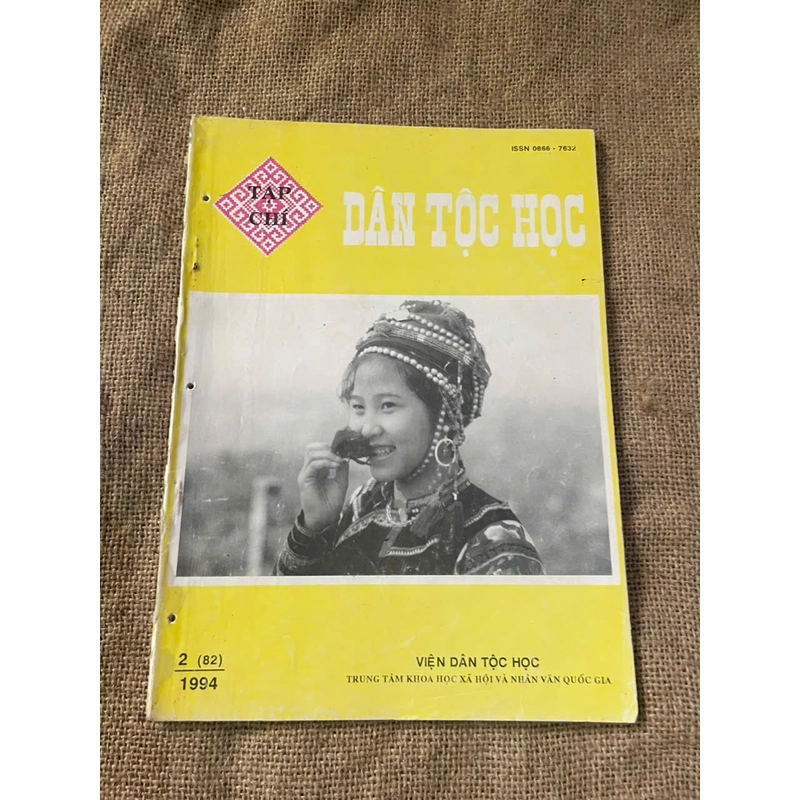 ISSN 0866 - 7632
TẠP
CHÍ
DÂN TỘC HỌC
2 (82)
1994
VIỆN DÂN TỘC HỌC
TRUNG TÂM KHOA HỌC XÃ HỘI VÀ NHÂN VĂN QUỐC GIA